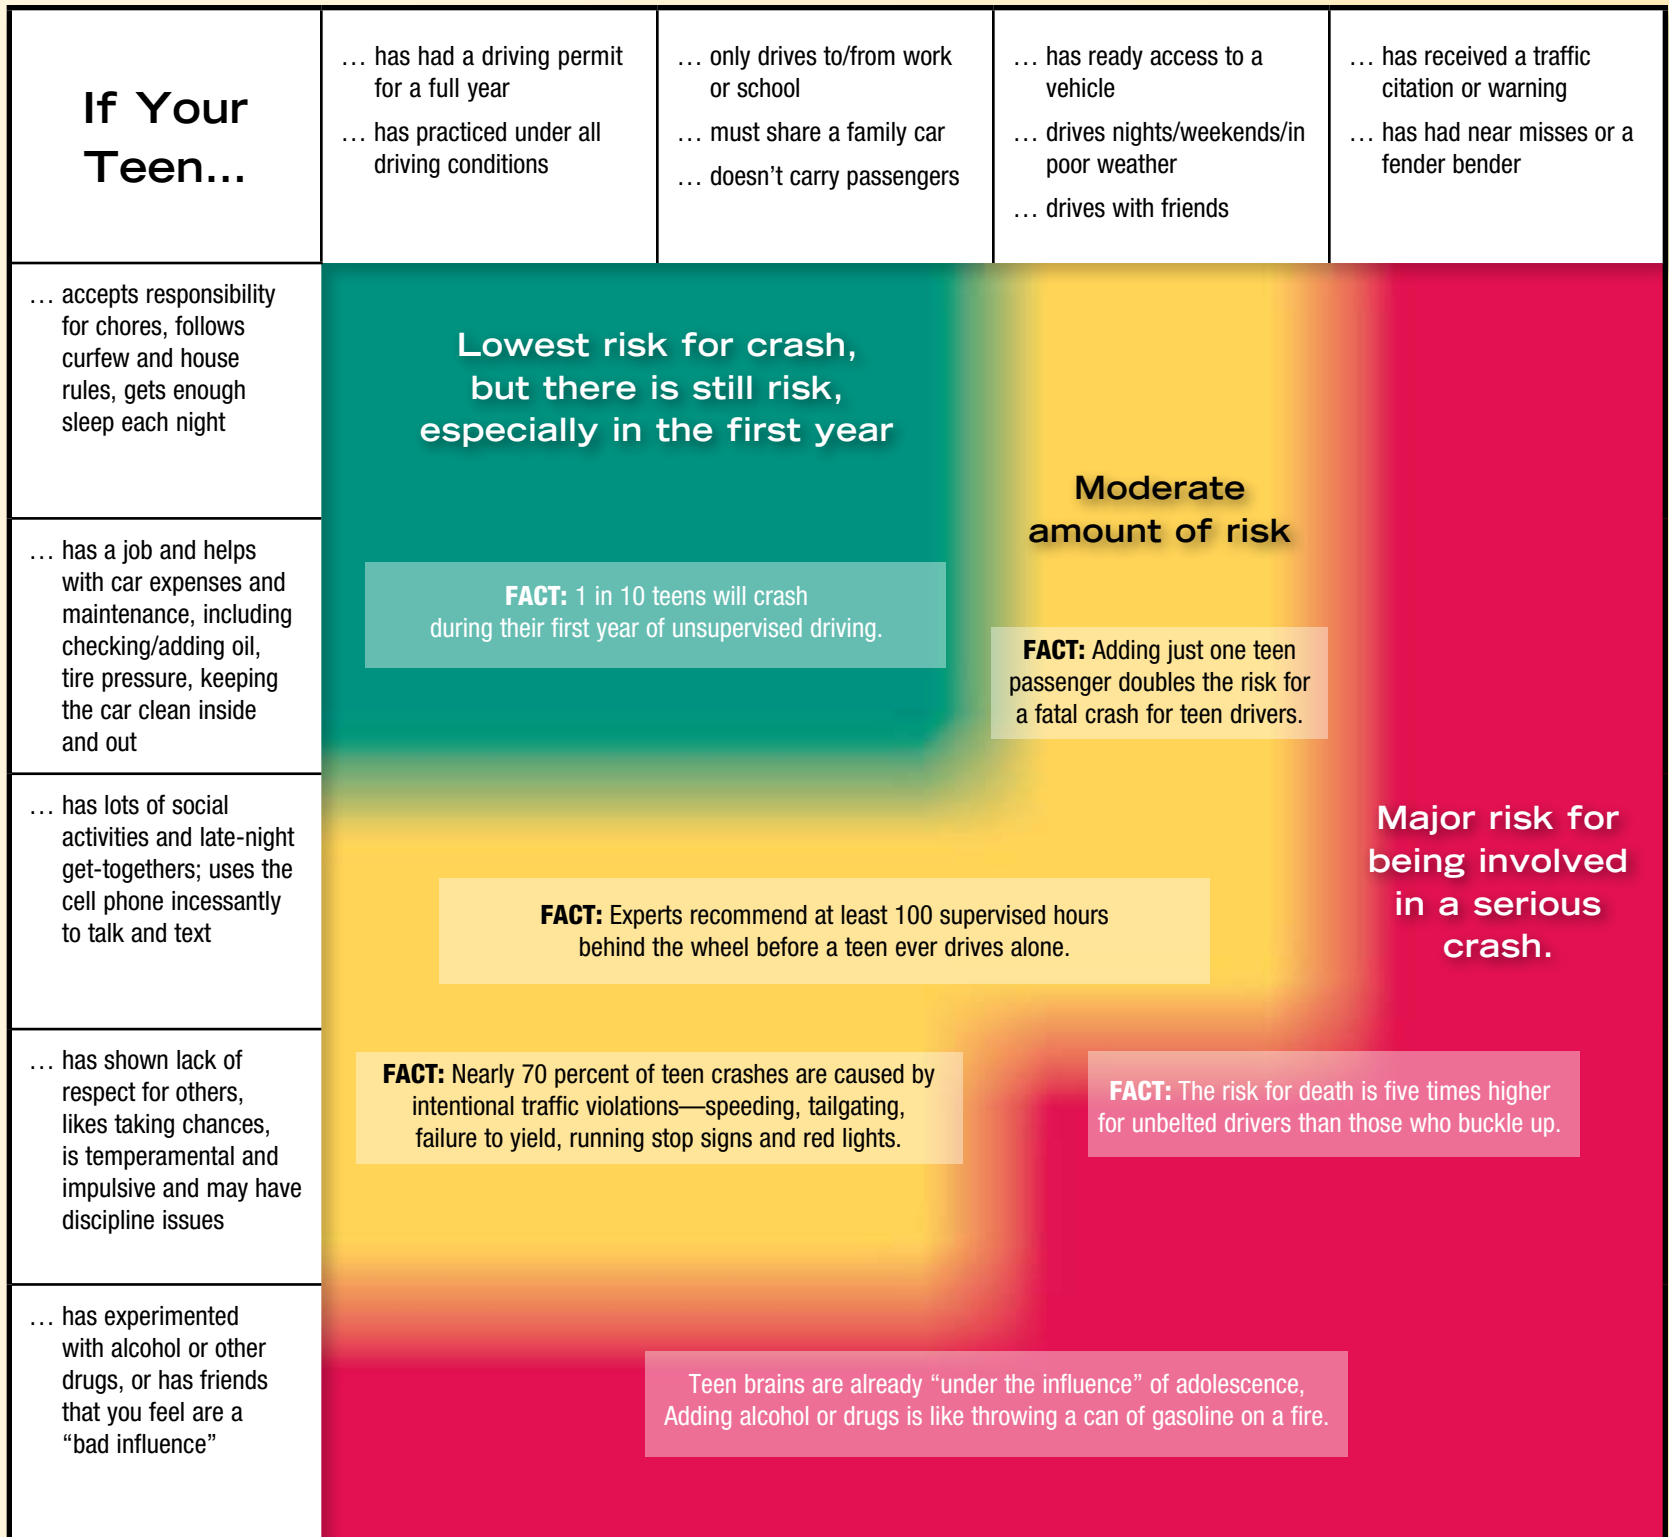 If Your
Teen...
... has had a driving permit
for a full year
... has practiced under all
driving conditions
... only drives to/from work
or school
... must share a family car
... doesn't carry passengers
... has ready access to a
vehicle
... drives nights/weekends/in
poor weather
... drives with friends
... has received a traffic
citation or warning
... has had near misses or a
fender bender
... accepts responsibility
for chores, follows
curfew and house
rules, gets enough
sleep each night
Lowest risk for crash,
but there is still risk,
especially in the first year
Moderate
amount of risk
... has a job and helps
with car expenses and
maintenance, including
checking/adding oil,
tire pressure, keeping
the car clean inside
and out
FACT: 1 in 10 teens will crash
during their first year of unsupervised driving.
FACT: Adding just one teen
passenger doubles the risk for
a fatal crash for teen drivers.
... has lots of social
activities and late-night
get-togethers; uses the
cell phone incessantly
to talk and text
Major risk for
being involved
in a serious
crash.
FACT: Experts recommend at least 100 supervised hours
behind the wheel before a teen ever drives alone.
... has shown lack of
respect for others,
likes taking chances,
is temperamental and
impulsive and may have
discipline issues
FACT: Nearly 70 percent of teen crashes are caused by
intentional traffic violations—speeding, tailgating,
failure to yield, running stop signs and red lights.
FACT: The risk for death is five times higher
for unbelted drivers than those who buckle up.
... has experimented
with alcohol or other
drugs, or has friends
that you feel are a
“bad influence”
Teen brains are already “under the influence” of adolescence,
Adding alcohol or drugs is like throwing a can of gasoline on a fire.